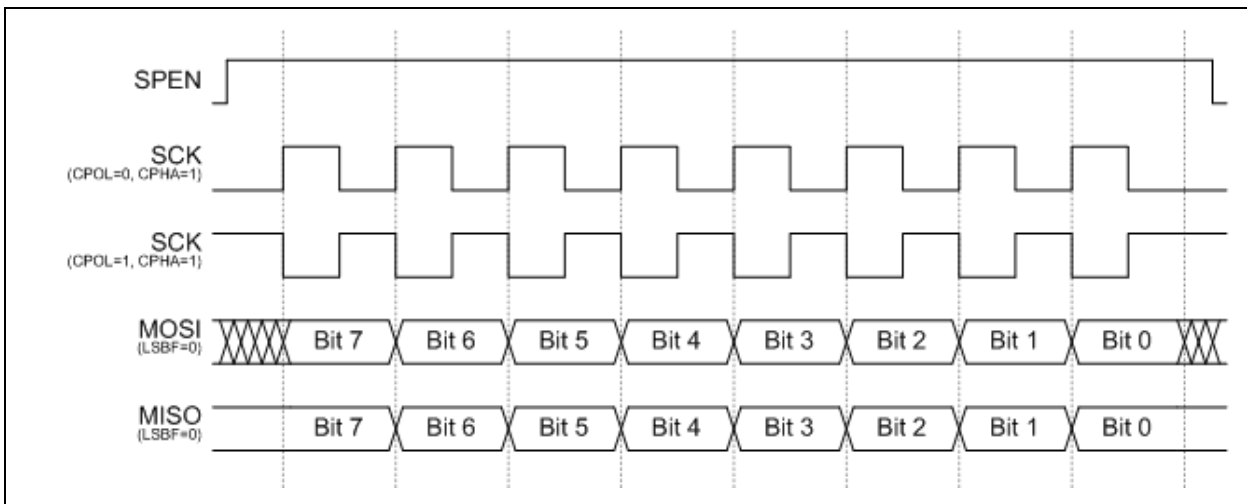 SPEN
SCK
(CPOL=0, CPHA=1)
SCK
(CPOL=1, CPHA=1)
MOSI
(LSBF=0)
Bit 7 Bit 6 Bit 5 Bit 4 Bit 3 Bit 2 Bit 1 Bit 0
MISO
(LSBF=0)
Bit 7 Bit 6 Bit 5 Bit 4 Bit 3 Bit 2 Bit 1 Bit 0